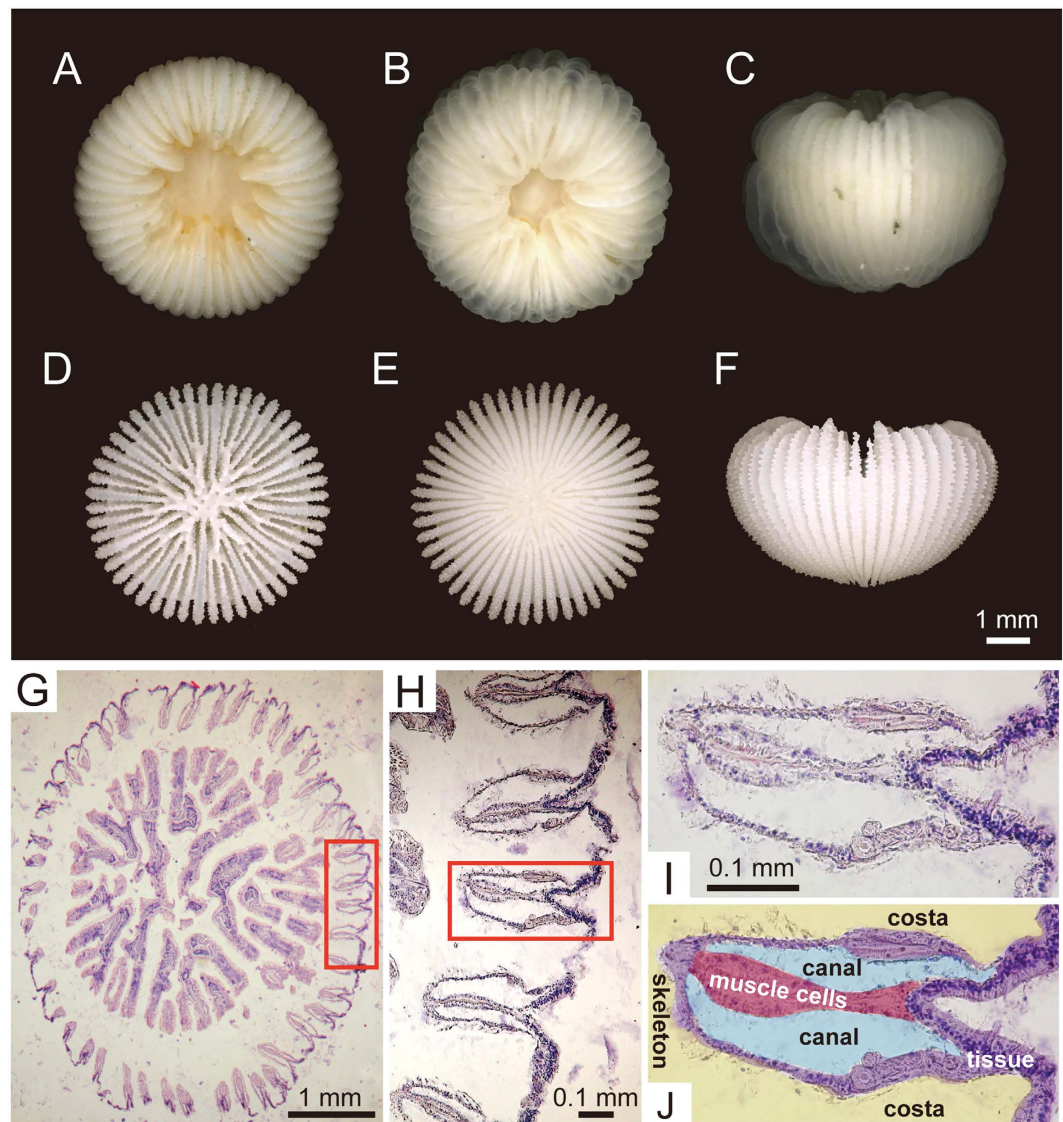 A
B
C
D
E
F
1 mm
G
H
1 mm
0.1 mm
I
0.1 mm
costa
canal
muscle cells
skeleton
canal
tissue
costa
J